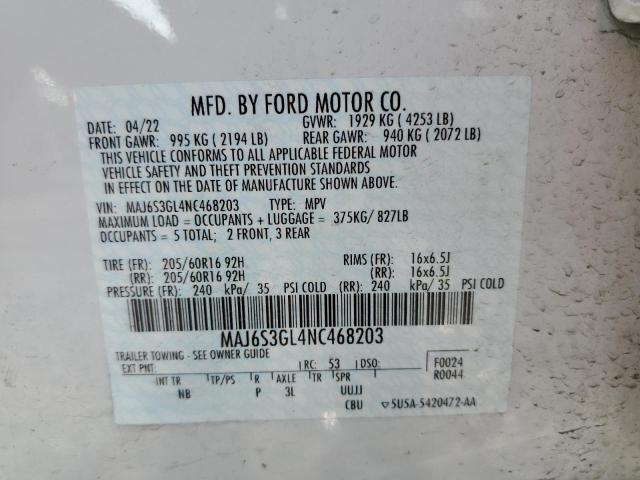 MFD. BY FORD MOTOR CO.
DATE: 04/22 GVWR: 1929 KG ( 4253 LB)
FRONT GAWR: 995 KG ( 2194 LB) REAR GAWR: 940 KG ( 2072 LB)
THIS VEHICLE CONFORMS TO ALL APPLICABLE FEDERAL MOTOR
VEHICLE SAFETY AND THEFT PREVENTION STANDARDS
IN EFFECT ON THE DATE OF MANUFACTURE SHOWN ABOVE.
VIN: MAJ6S3GL4NC468203 TYPE: MPV
MAXIMUM LOAD = OCCUPANTS + LUGGAGE = 375KG/ 827LB
OCCUPANTS = 5 TOTAL; 2 FRONT, 3 REAR
TIRE (FR): 205/60R16 92H RIMS (FR): 16x6.5J
(RR): 205/60R16 92H (RR): 16x6.5J
PRESSURE (FR): 240 kPa/ 35 PSI COLD (RR): 240 kPa/ 35 PSI COLD
MAJ6S3GL4NC468203
TRAILER TOWING - SEE OWNER GUIDE
EXT PNT: RC: 53 DSO: F0024
R0044
INT TR TP/PS R AXLE TR SPR
NB P 3L UUJJ
CBU 5U5A-5420472-AA